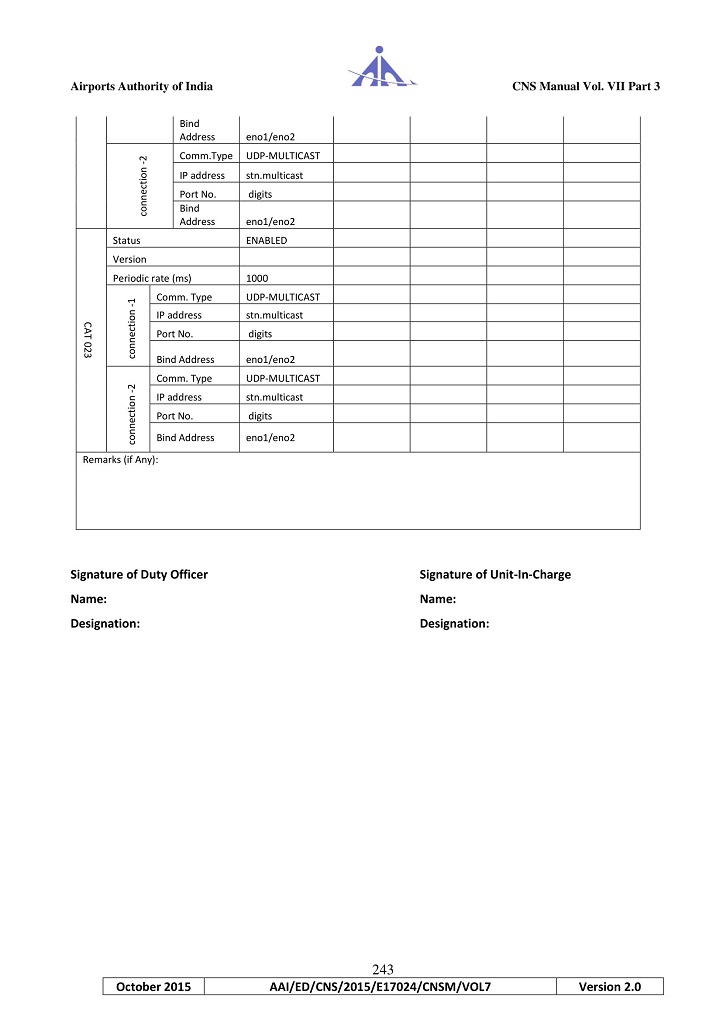 Airports Authority of India CNS Manual Vol. VII Part 3
Bind
Address eno1/eno2
connection -2
Comm.Type UDP-MULTICAST
IP address stn.multicast
Port No. digits
Bind
Address eno1/eno2
CAT 023
Status ENABLED
Version
Periodic rate (ms) 1000
connection -1
Comm. Type UDP-MULTICAST
IP address stn.multicast
Port No. digits
Bind Address eno1/eno2
connection -2
Comm. Type UDP-MULTICAST
IP address stn.multicast
Port No. digits
Bind Address eno1/eno2
Remarks (if Any):
Signature of Duty Officer Signature of Unit-In-Charge
Name: Name:
Designation: Designation:
243
October 2015 AAI/ED/CNS/2015/E17024/CNSM/VOL7 Version 2.0